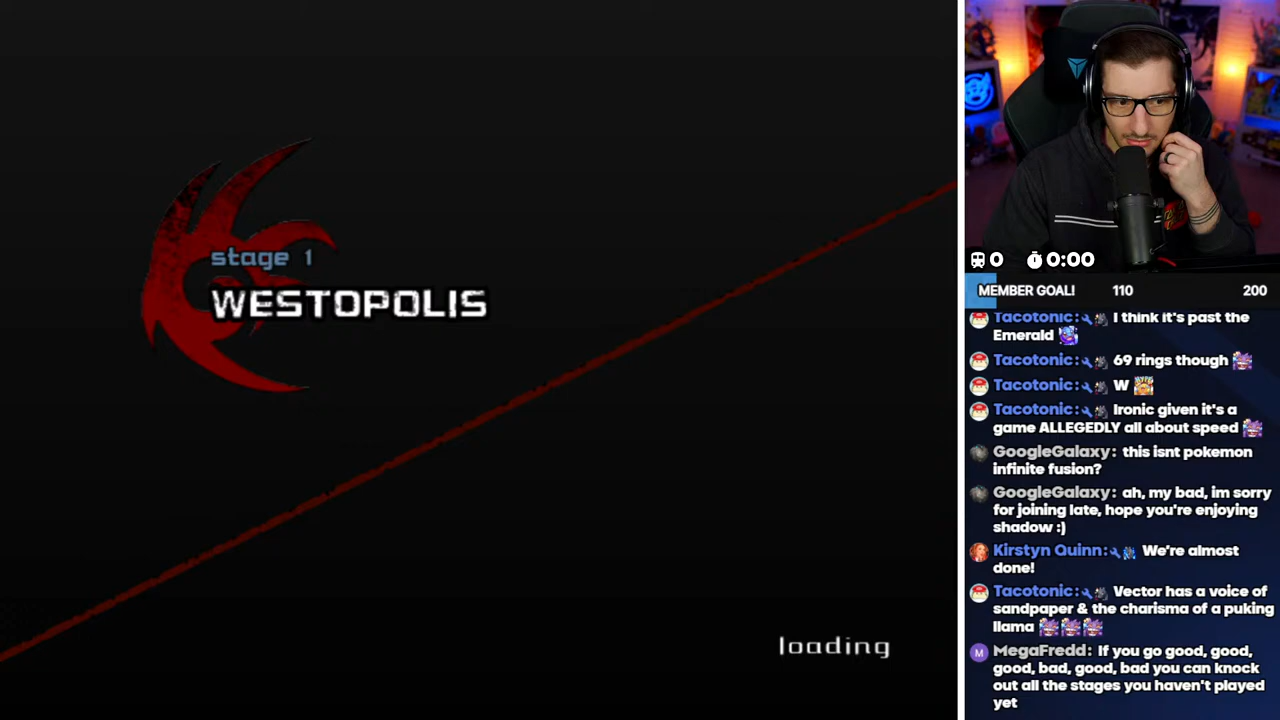 stage 1
WESTOPOLIS
loading
0
0:00
MEMBER GOAL! 110 200
Tacotonic: I think it's past the
Emerald
Tacotonic: 69 rings though
Tacotonic: W
Tacotonic: Ironic given it's a
game ALLEGEDLY all about speed
GoogleGalaxy: this isnt pokemon
infinite fusion?
GoogleGalaxy: ah, my bad, im sorry
for joining late, hope you're enjoying
shadow :)
Kirstyn Quinn: We're almost
done!
Tacotonic: Vector has a voice of
sandpaper & the charisma of a puking
llama
M MegaFredd: If you go good, good,
good, bad, good, bad you can knock
out all the stages you haven't played
yet